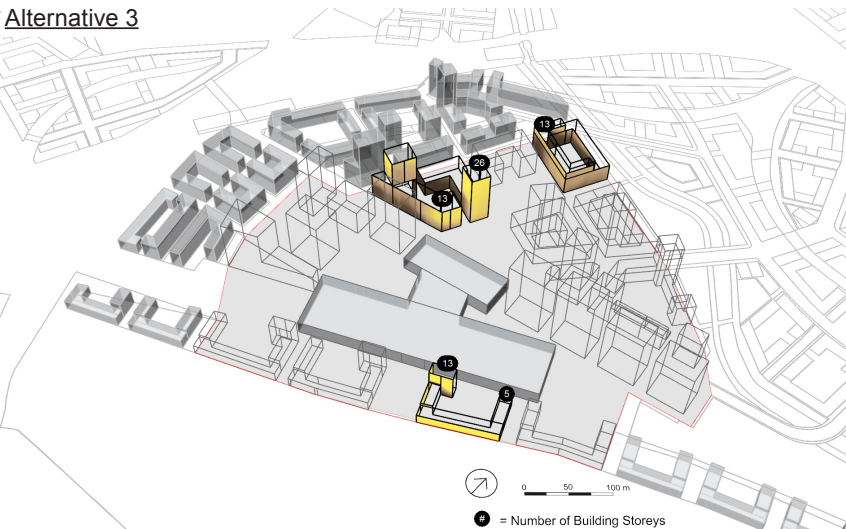 Alternative 3
13
26
13
13
5
0 50 100 m
# = Number of Building Storeys